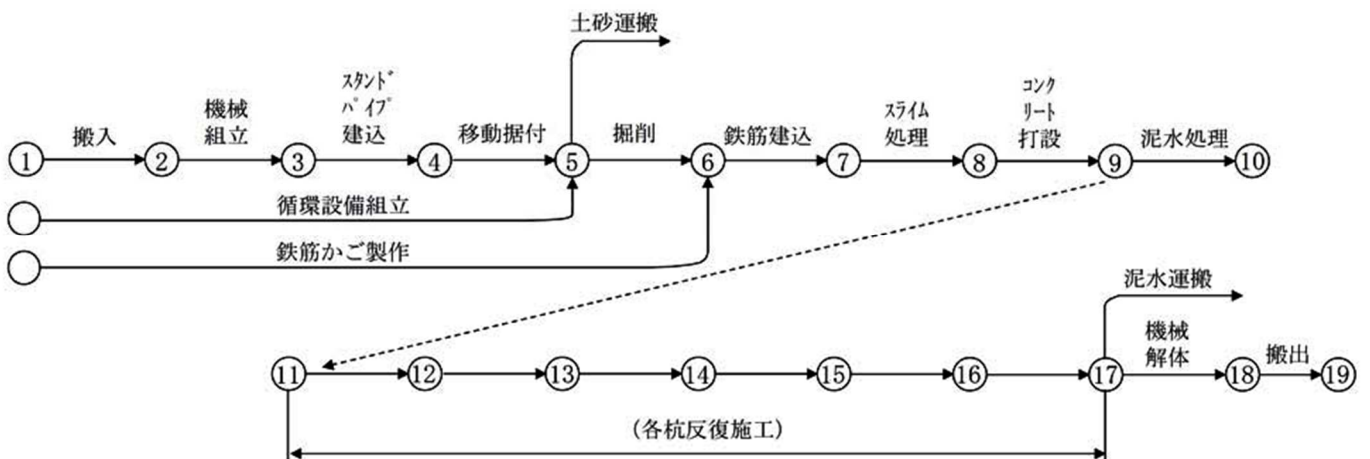 土砂運搬
① 搬入 ② 機械
組立 ③ ｽﾀﾝﾄﾞ
ﾊﾟｲﾌﾟ
建込 ④ 移動据付 ⑤ 掘削 ⑥ 鉄筋建込 ⑦ ｽﾗｲﾑ
処理 ⑧ ｺﾝｸ
ﾘｰﾄ
打設 ⑨ 泥水処理 ⑩
循環設備組立
鉄筋かご製作
泥水運搬
⑪ ⑫ ⑬ ⑭ ⑮ ⑯ ⑰ 機械
解体 ⑱ 搬出 ⑲
(各杭反復施工)